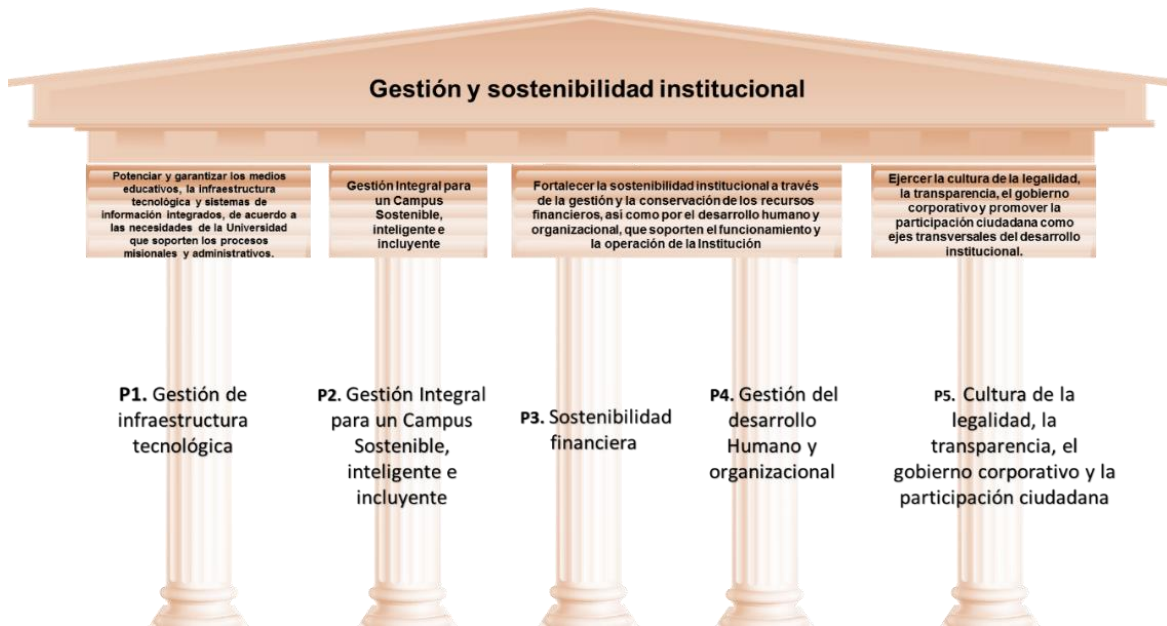 Gestión y sostenibilidad institucional
Potenciar y garantizar los medios
educativos, la infraestructura
tecnológica y sistemas de
información integrados, de acuerdo a
las necesidades de la Universidad
que soporten los procesos
misionales y administrativos.
Gestión Integral para
un Campus
Sostenible,
inteligente e
incluyente
Fortalecer la sostenibilidad institucional a través
de la gestión y la conservación de los recursos
financieros, así como por el desarrollo humano y
organizacional, que soporten el funcionamiento y
la operación de la Institución
Ejercer la cultura de la legalidad,
la transparencia, el gobierno
corporativo y promover la
participación ciudadana como
ejes transversales del desarrollo
institucional.
P1. Gestión de
infraestructura
tecnológica
P2. Gestión Integral
para un Campus
Sostenible,
inteligente e
incluyente
P3. Sostenibilidad
financiera
P4. Gestión del
desarrollo
Humano y
organizacional
P5. Cultura de la
legalidad, la
transparencia, el
gobierno corporativo y la
participación ciudadana